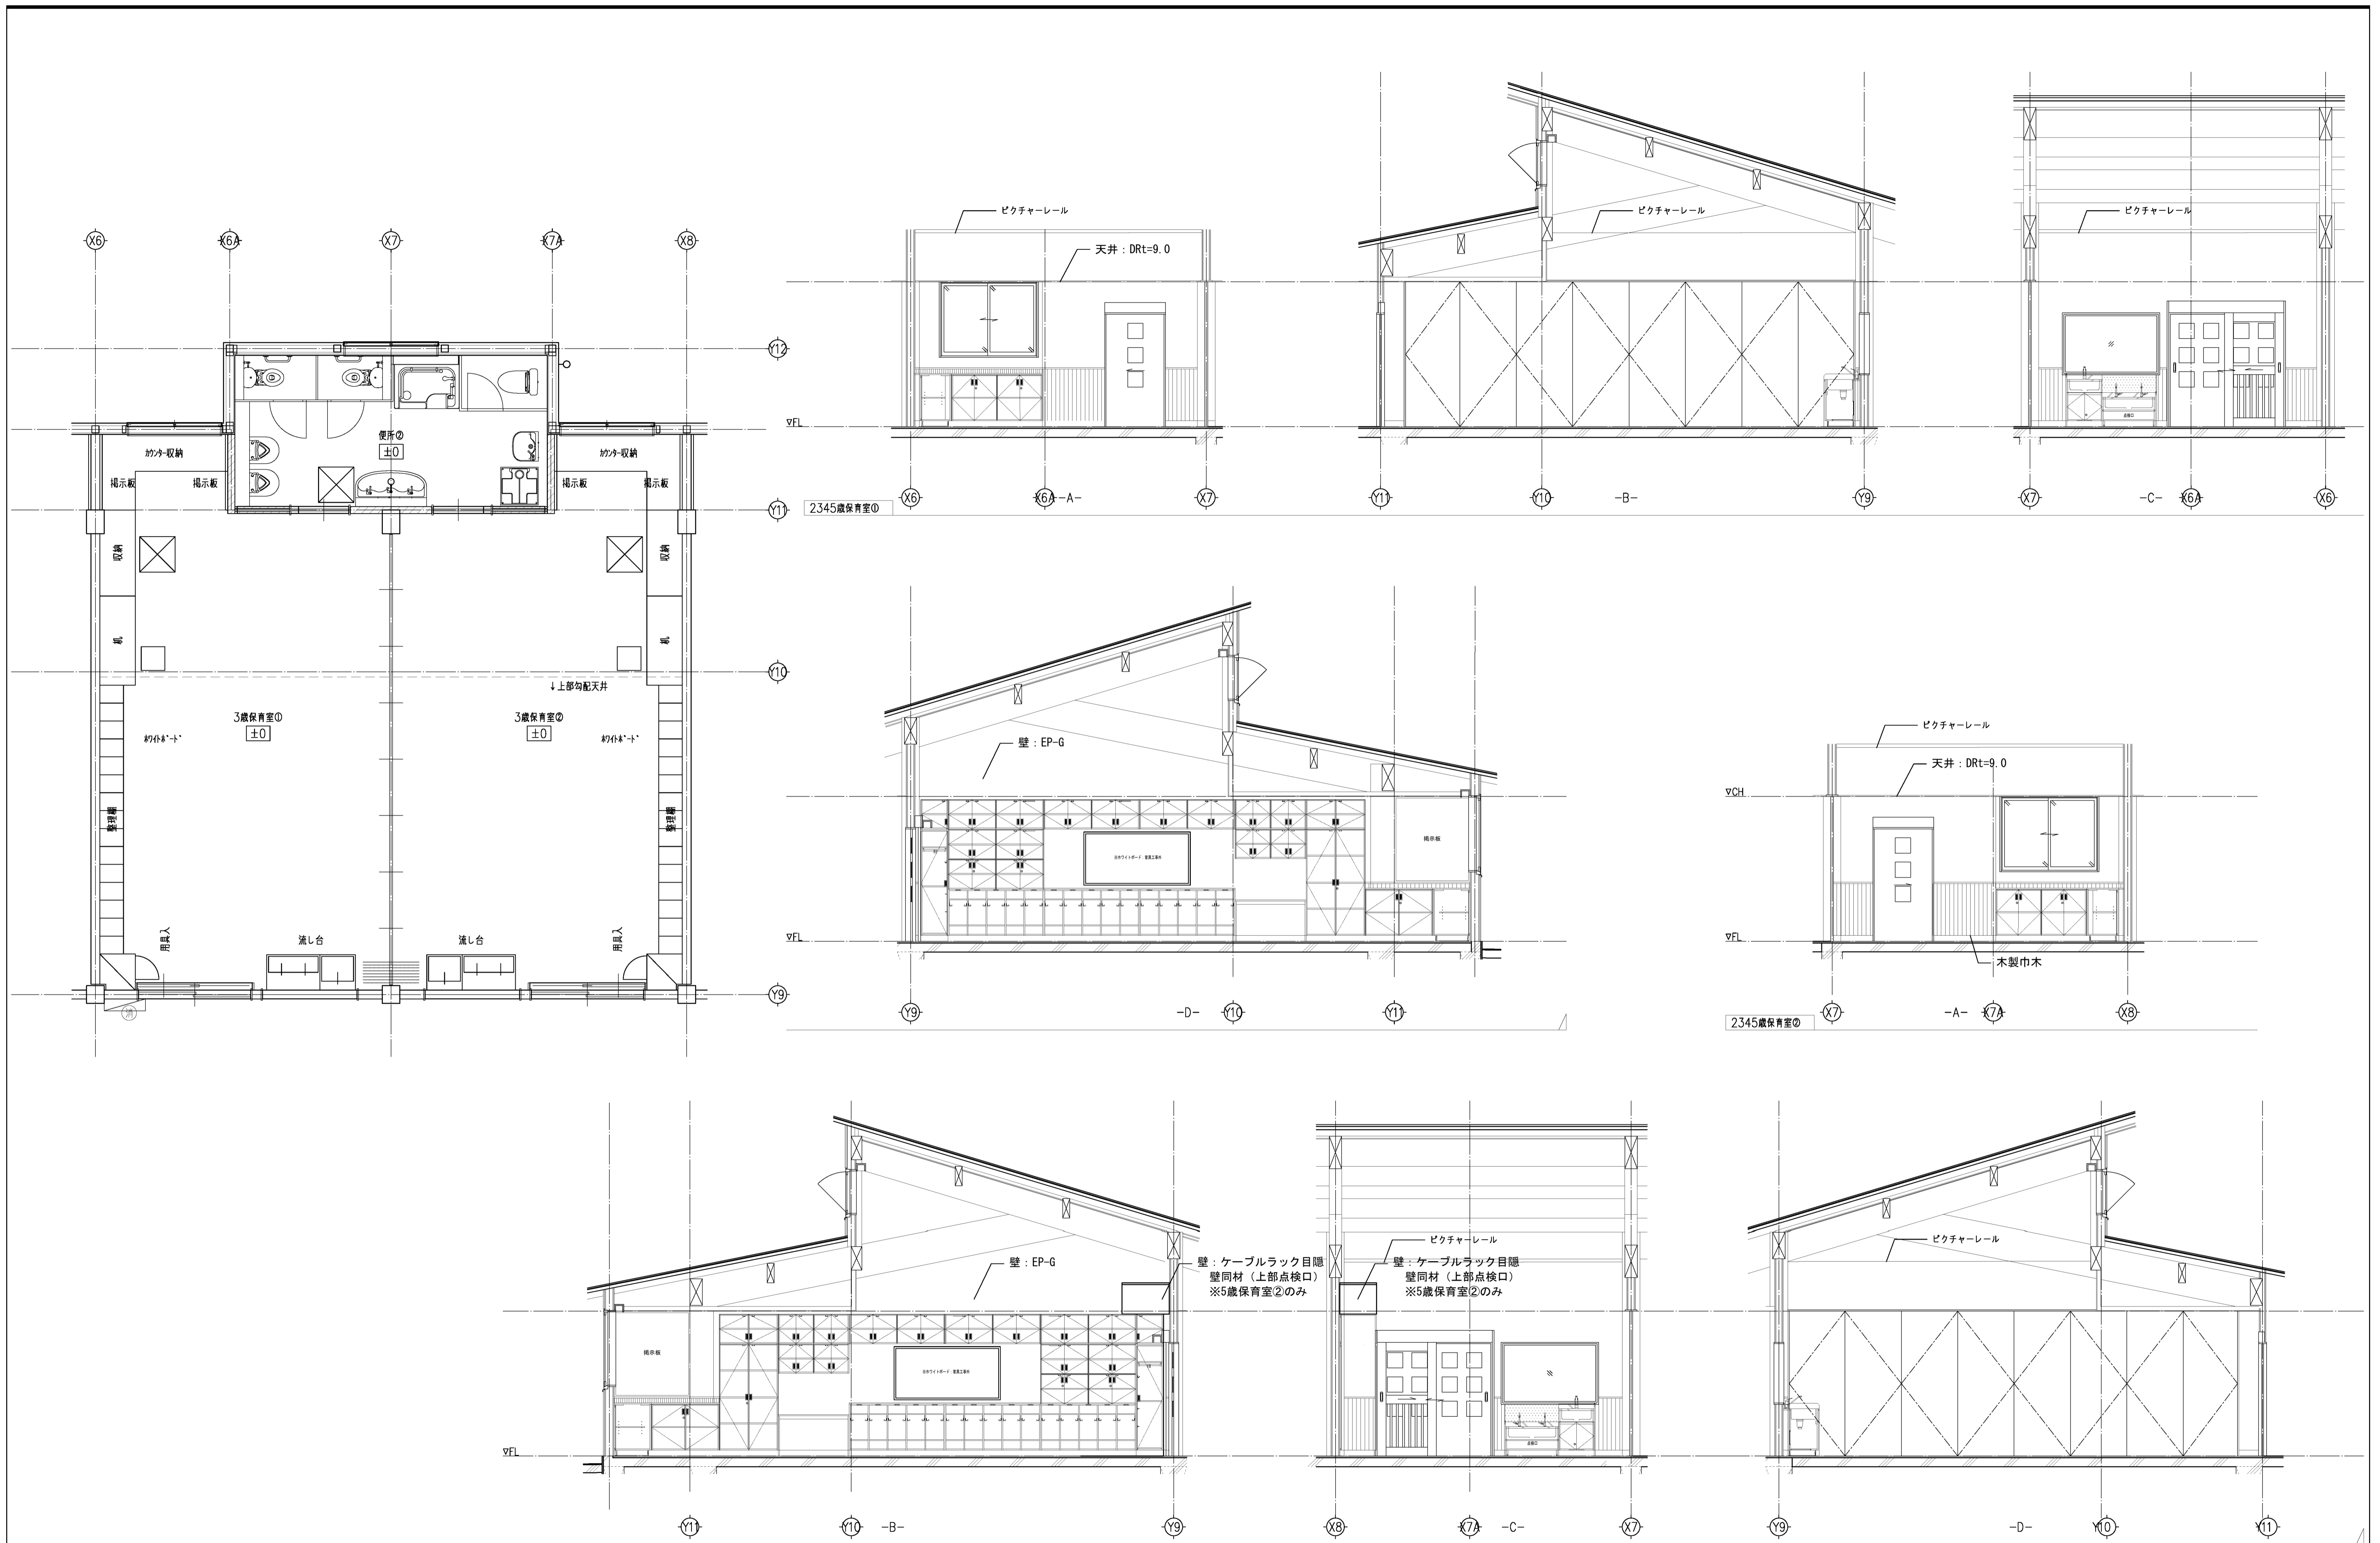 X6
X6A
X7
X7A
X8
Y12
便所②
±0
カウンター収納
カウンター収納
掲示板
掲示板
掲示板
掲示板
Y11
収納
収納
机
机
Y10
↓上部勾配天井
3歳保育室①
±0
3歳保育室②
±0
ホワイトボード
ホワイトボード
整理棚
整理棚
用具入
流し台
流し台
用具入
Y9
消
ピクチャーレール
天井：DRt=9.0
▽FL
X6
X6A
-A-
X7
2345歳保育室①
ピクチャーレール
Y11
Y10
-B-
Y9
ピクチャーレール
点検口
X7
-C-
X6A
X6
壁：EP-G
掲示板
▽FL
Y9
-D-
Y10
Y11
ピクチャーレール
天井：DRt=9.0
▽CH
▽FL
木製巾木
X7
-A-
X7A
X8
2345歳保育室②
壁：EP-G
壁：ケーブルラック目隠
壁同材（上部点検口）
※5歳保育室②のみ
掲示板
▽FL
Y11
Y10
-B-
Y9
ピクチャーレール
壁：ケーブルラック目隠
壁同材（上部点検口）
※5歳保育室②のみ
点検口
X8
X7A
-C-
X7
ピクチャーレール
Y9
-D-
Y10
Y11